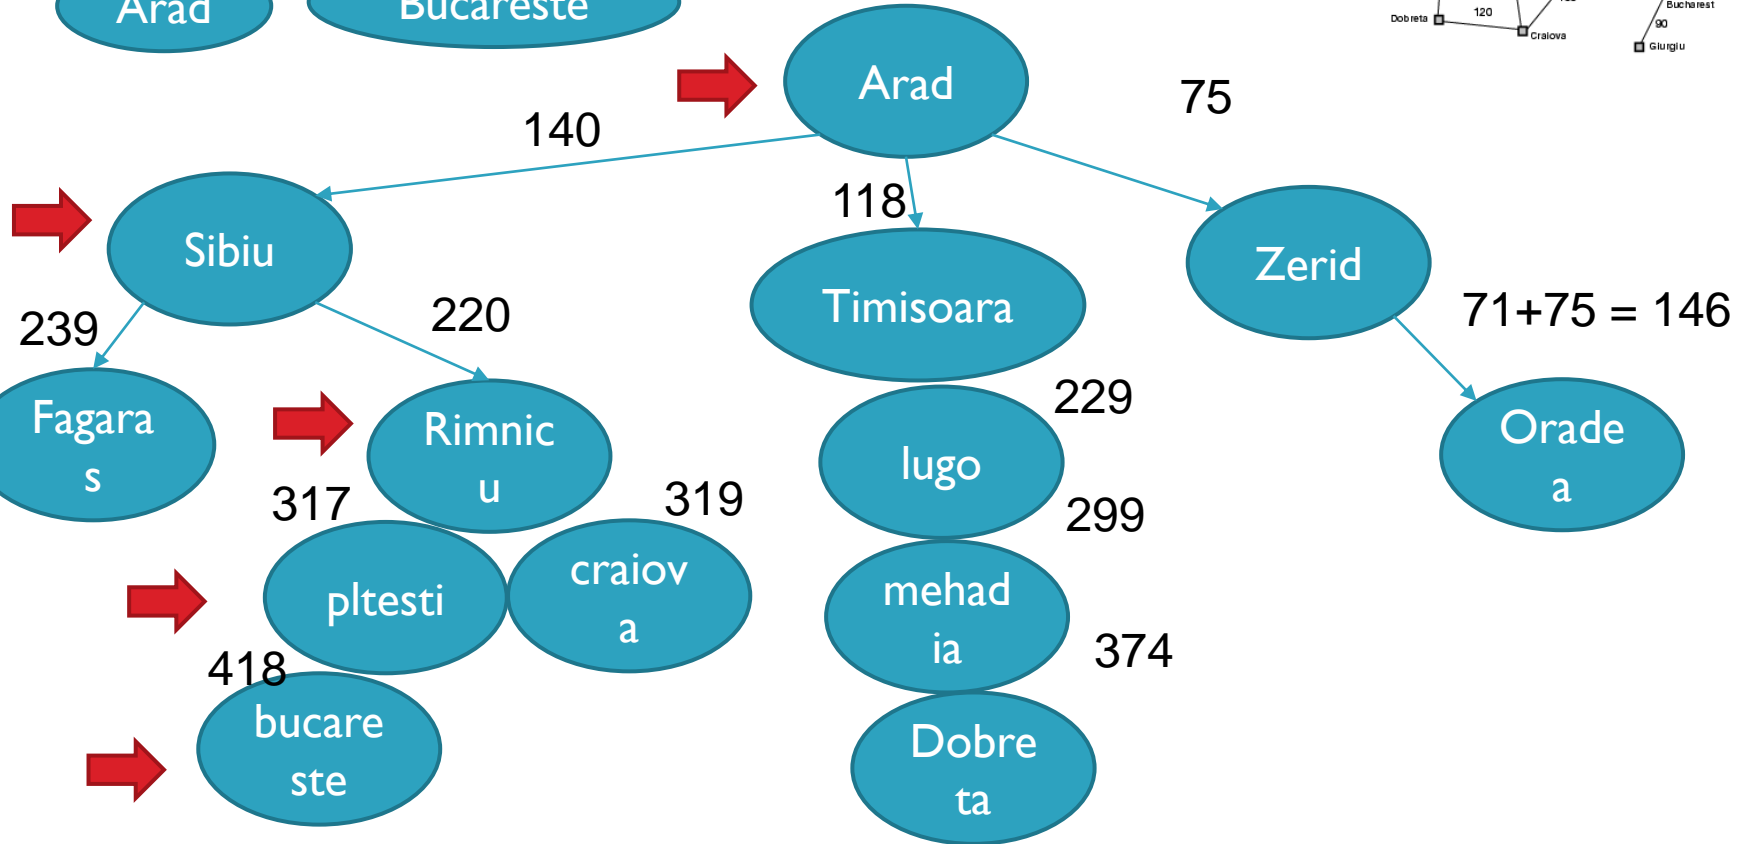 Arad
Bucareste
Bucharest
Dobreta
120
Craiova
90
Giurgiu
Arad
75
140
118
Sibiu
Zerid
Timisoara
239
220
71+75 = 146
Fagara
s
Rimnic
u
229
lugo
Orade
a
317
319
299
pltesti
craiov
a
mehad
ia
374
418
bucare
ste
Dobre
ta